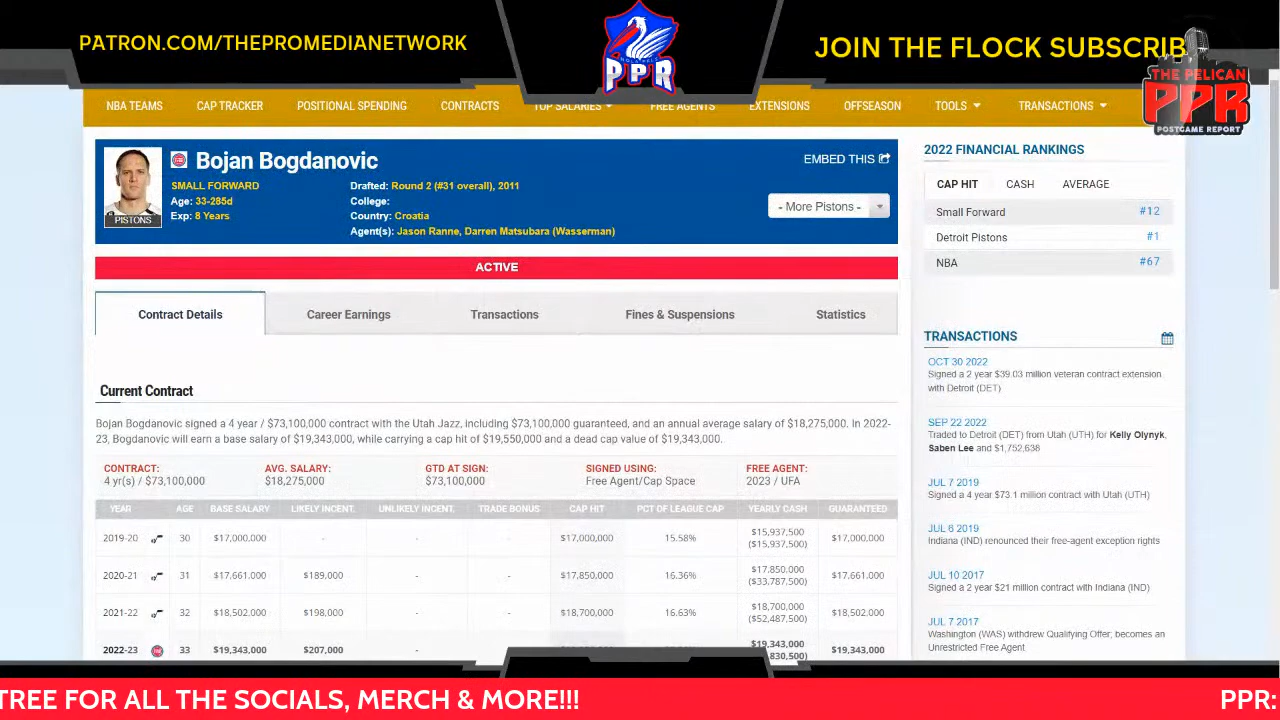 PATRON.COM/THEPROMEDIANETWORK
PPR
JOIN THE FLOCK SUBSCRIB
THE PELICAN
PPR
POSTGAME REPORT
NBA TEAMS CAP TRACKER POSITIONAL SPENDING CONTRACTS TOP SALARIES FREE AGENTS EXTENSIONS OFFSEASON TOOLS TRANSACTIONS
Bojan Bogdanovic
EMBED THIS
SMALL FORWARD
Age: 33-285d
Exp: 8 Years
PISTONS
Drafted: Round 2 (#31 overall), 2011
College:
Country: Croatia
Agent(s): Jason Ranne, Darren Matsubara (Wasserman)
- More Pistons -
ACTIVE
Contract Details Career Earnings Transactions Fines & Suspensions Statistics
Current Contract
Bojan Bogdanovic signed a 4 year / $73,100,000 contract with the Utah Jazz, including $73,100,000 guaranteed, and an annual average salary of $18,275,000. In 2022-
23, Bogdanovic will earn a base salary of $19,343,000, while carrying a cap hit of $19,550,000 and a dead cap value of $19,343,000.
CONTRACT: AVG. SALARY: GTD AT SIGN: SIGNED USING: FREE AGENT:
4 yr(s) / $73,100,000 $18,275,000 $73,100,000 Free Agent/Cap Space 2023 / UFA
YEAR AGE BASE SALARY LIKELY INCENT. UNLIKELY INCENT. TRADE BONUS CAP HIT PCT OF LEAGUE CAP YEARLY CASH GUARANTEED
2019-20 30 $17,000,000 - - - $17,000,000 15.58% $15,937,500 ($15,937,500) $17,000,000
2020-21 31 $17,661,000 $189,000 - - $17,850,000 16.36% $17,850,000 ($33,787,500) $17,661,000
2021-22 32 $18,502,000 $198,000 - - $18,700,000 16.63% $18,700,000 ($52,487,500) $18,502,000
2022-23 33 $19,343,000 $207,000 $19,343,000 830,500) $19,343,000
2022 FINANCIAL RANKINGS
CAP HIT CASH AVERAGE
Small Forward #12
Detroit Pistons #1
NBA #67
TRANSACTIONS
OCT 30 2022
Signed a 2 year $39.03 million veteran contract extension
with Detroit (DET)
SEP 22 2022
Traded to Detroit (DET) from Utah (UTH) for Kelly Olynyk,
Saben Lee and $1,752,638
JUL 7 2019
Signed a 4 year $73.1 million contract with Utah (UTH)
JUL 6 2019
Indiana (IND) renounced their free-agent exception rights
JUL 10 2017
Signed a 2 year $21 million contract with Indiana (IND)
JUL 7 2017
Washington (WAS) withdrew Qualifying Offer; becomes an
Unrestricted Free Agent
TREE FOR ALL THE SOCIALS, MERCH & MORE!!! PPR: